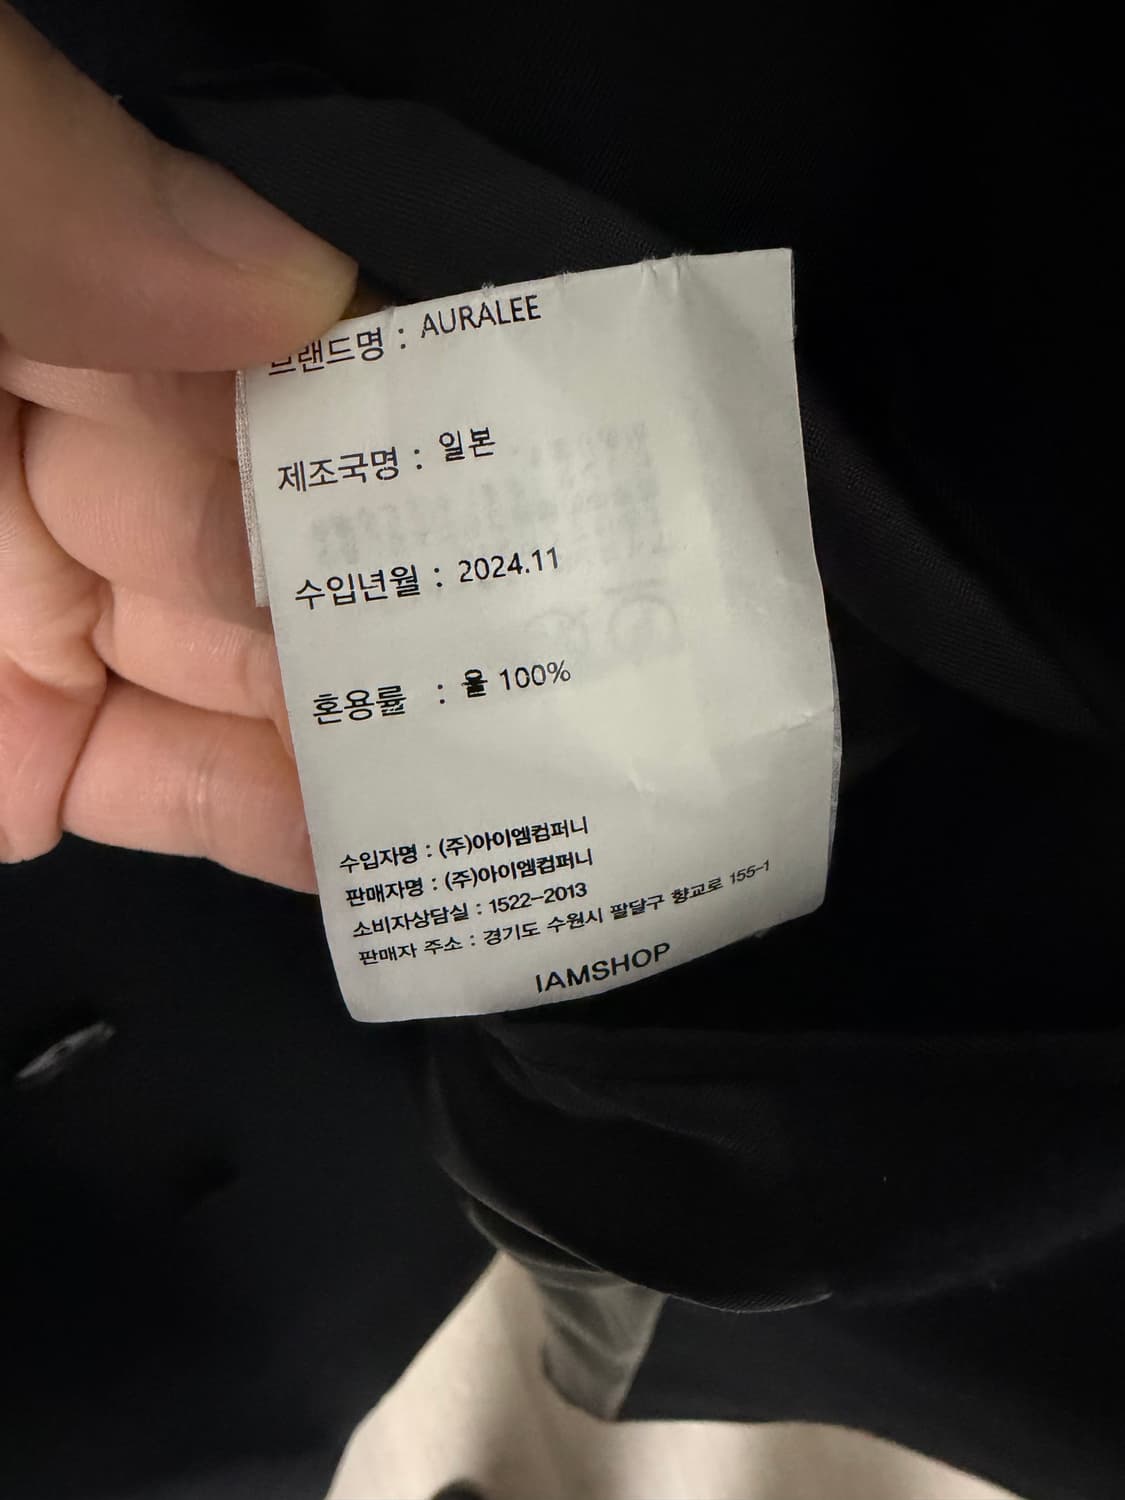 브랜드명 : AURALEE
제조국명 : 일본
수입년월 : 2024.11
혼용률 : 울 100%
수입자명 : (주)아이엠컴퍼니
판매자명 : (주)아이엠컴퍼니
소비자상담실 : 1522-2013
판매자 주소 : 경기도 수원시 팔달구 향교로 155-1
IAMSHOP